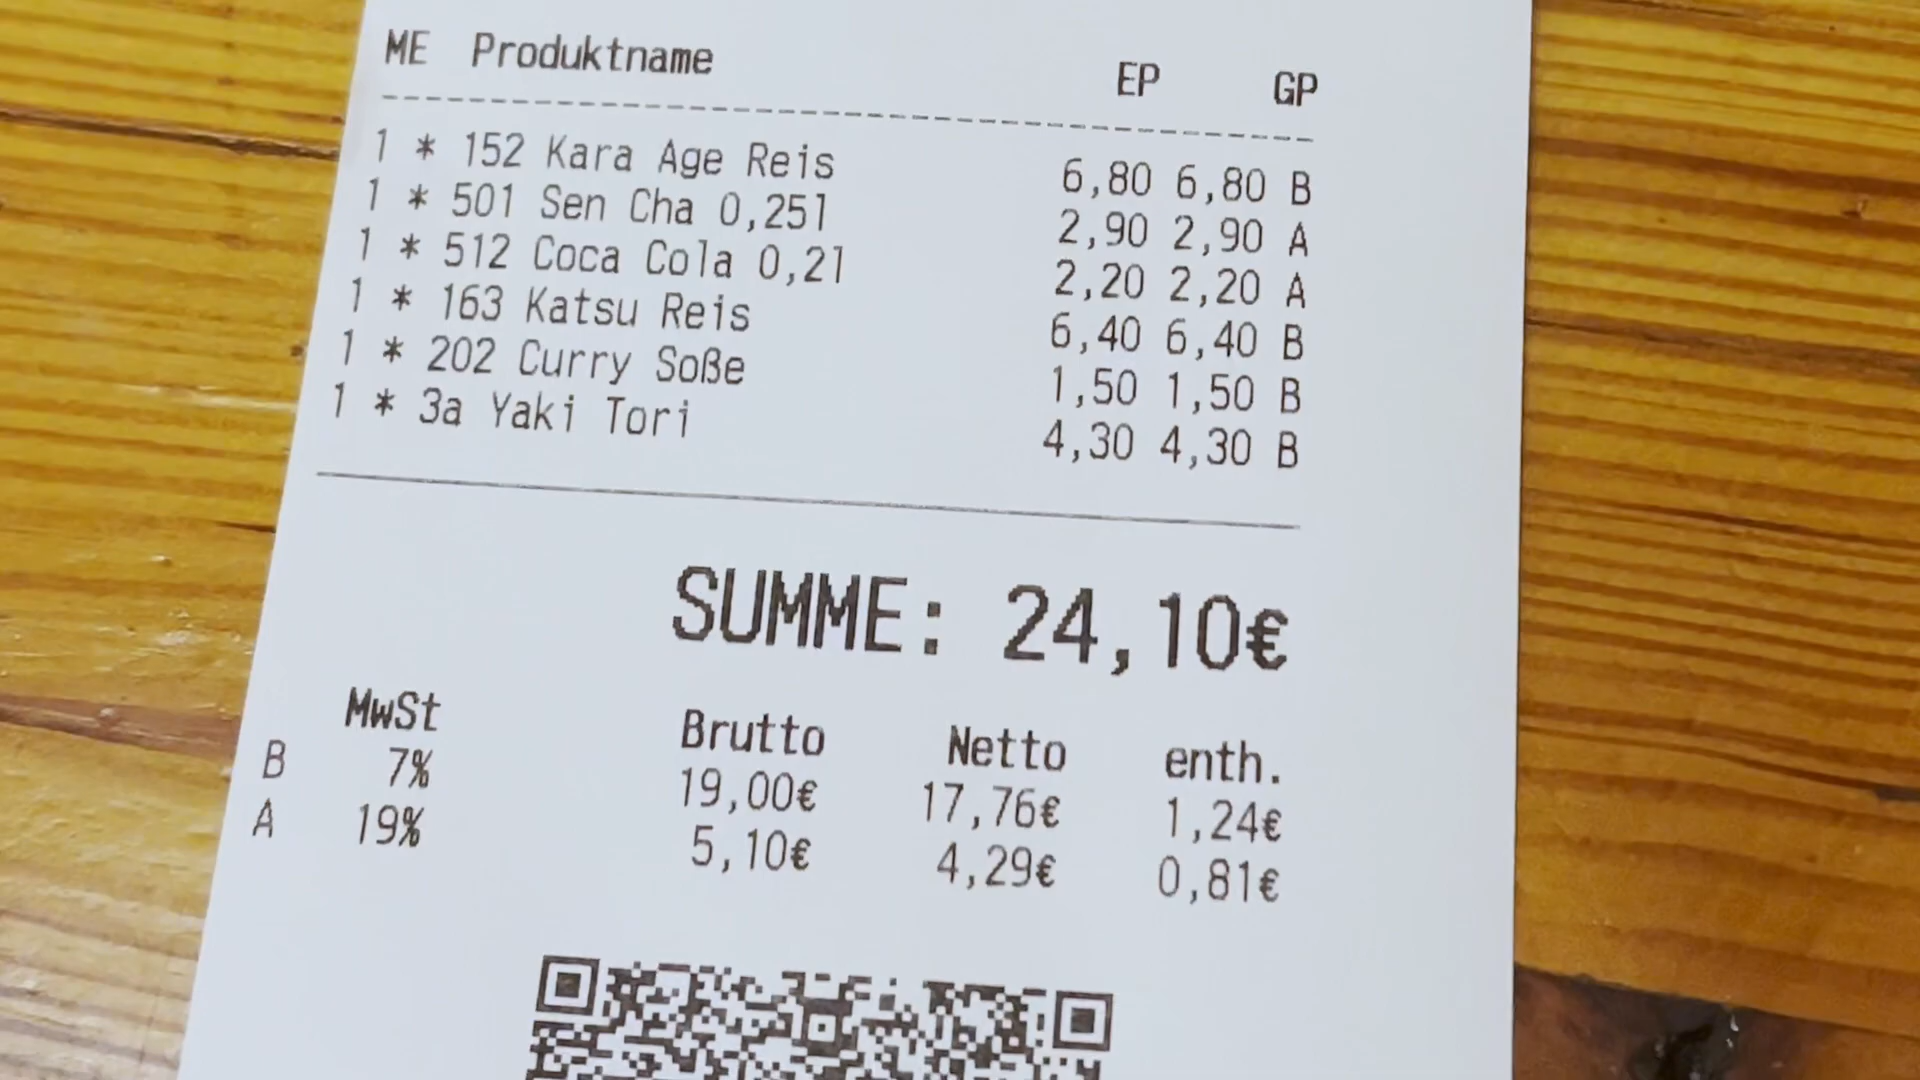 ME Produktname EP GP
1 * 152 Kara Age Reis 6,80 6,80 B
1 * 501 Sen Cha 0,25l 2,90 2,90 A
1 * 512 Coca Cola 0,2l 2,20 2,20 A
1 * 163 Katsu Reis 6,40 6,40 B
1 * 202 Curry Soße 1,50 1,50 B
1 * 3a Yaki Tori 4,30 4,30 B
SUMME: 24,10€
MwSt Brutto Netto enth.
B 7% 19,00€ 17,76€ 1,24€
A 19% 5,10€ 4,29€ 0,81€